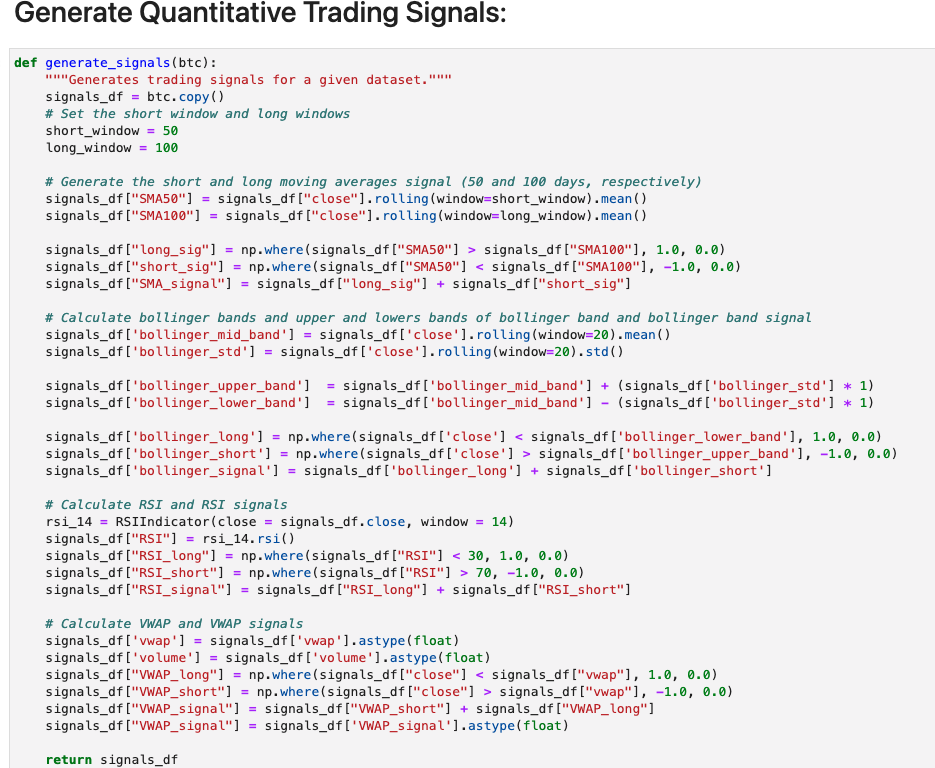 Generate Quantitative Trading Signals:
def generate_signals(btc):
    """Generates trading signals for a given dataset."""
    signals_df = btc.copy()
    # Set the short window and long windows
    short_window = 50
    long_window = 100
    # Generate the short and long moving averages signal (50 and 100 days, respectively)
    signals_df["SMA50"] = signals_df["close"].rolling(window=short_window).mean()
    signals_df["SMA100"] = signals_df["close"].rolling(window=long_window).mean()
    signals_df["long_sig"] = np.where(signals_df["SMA50"] > signals_df["SMA100"], 1.0, 0.0)
    signals_df["short_sig"] = np.where(signals_df["SMA50"] < signals_df["SMA100"], -1.0, 0.0)
    signals_df["SMA_signal"] = signals_df["long_sig"] + signals_df["short_sig"]
    # Calculate bollinger bands and upper and lowers bands of bollinger band and bollinger band signal
    signals_df['bollinger_mid_band'] = signals_df['close'].rolling(window=20).mean()
    signals_df['bollinger_std'] = signals_df['close'].rolling(window=20).std()
    signals_df['bollinger_upper_band']  = signals_df['bollinger_mid_band'] + (signals_df['bollinger_std'] * 1)
    signals_df['bollinger_lower_band']  = signals_df['bollinger_mid_band'] - (signals_df['bollinger_std'] * 1)
    signals_df['bollinger_long'] = np.where(signals_df['close'] < signals_df['bollinger_lower_band'], 1.0, 0.0)
    signals_df['bollinger_short'] = np.where(signals_df['close'] > signals_df['bollinger_upper_band'], -1.0, 0.0)
    signals_df['bollinger_signal'] = signals_df['bollinger_long'] + signals_df['bollinger_short']
    # Calculate RSI and RSI signals
    rsi_14 = RSIIndicator(close = signals_df.close, window = 14)
    signals_df["RSI"] = rsi_14.rsi()
    signals_df["RSI_long"] = np.where(signals_df["RSI"] < 30, 1.0, 0.0)
    signals_df["RSI_short"] = np.where(signals_df["RSI"] > 70, -1.0, 0.0)
    signals_df["RSI_signal"] = signals_df["RSI_long"] + signals_df["RSI_short"]
    # Calculate VWAP and VWAP signals
    signals_df['vwap'] = signals_df['vwap'].astype(float)
    signals_df['volume'] = signals_df['volume'].astype(float)
    signals_df["VWAP_long"] = np.where(signals_df["close"] < signals_df["vwap"], 1.0, 0.0)
    signals_df["VWAP_short"] = np.where(signals_df["close"] > signals_df["vwap"], -1.0, 0.0)
    signals_df["VWAP_signal"] = signals_df["VWAP_short"] + signals_df["VWAP_long"]
    signals_df["VWAP_signal"] = signals_df['VWAP_signal'].astype(float)
    return signals_df